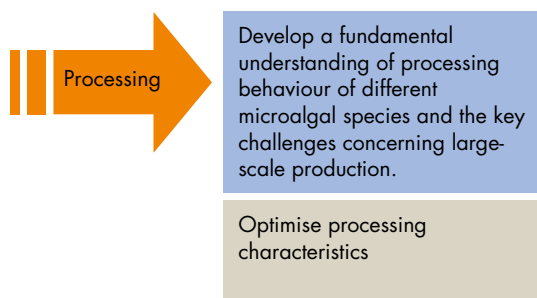 Processing
Develop a fundamental
understanding of processing
behaviour of different
microalgal species and the key
challenges concerning large-
scale production.
Optimise processing
characteristics